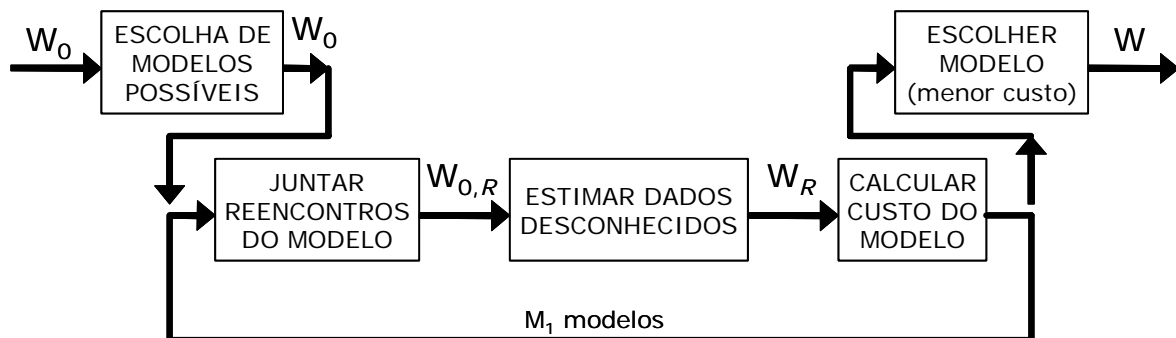 W0
ESCOLHA DE
MODELOS
POSSÍVEIS
W0
ESCOLHER
MODELO
(menor custo)
W
JUNTAR
REENCONTROS
DO MODELO
W0,R
ESTIMAR DADOS
DESCONHECIDOS
WR
CALCULAR
CUSTO DO
MODELO
M1 modelos